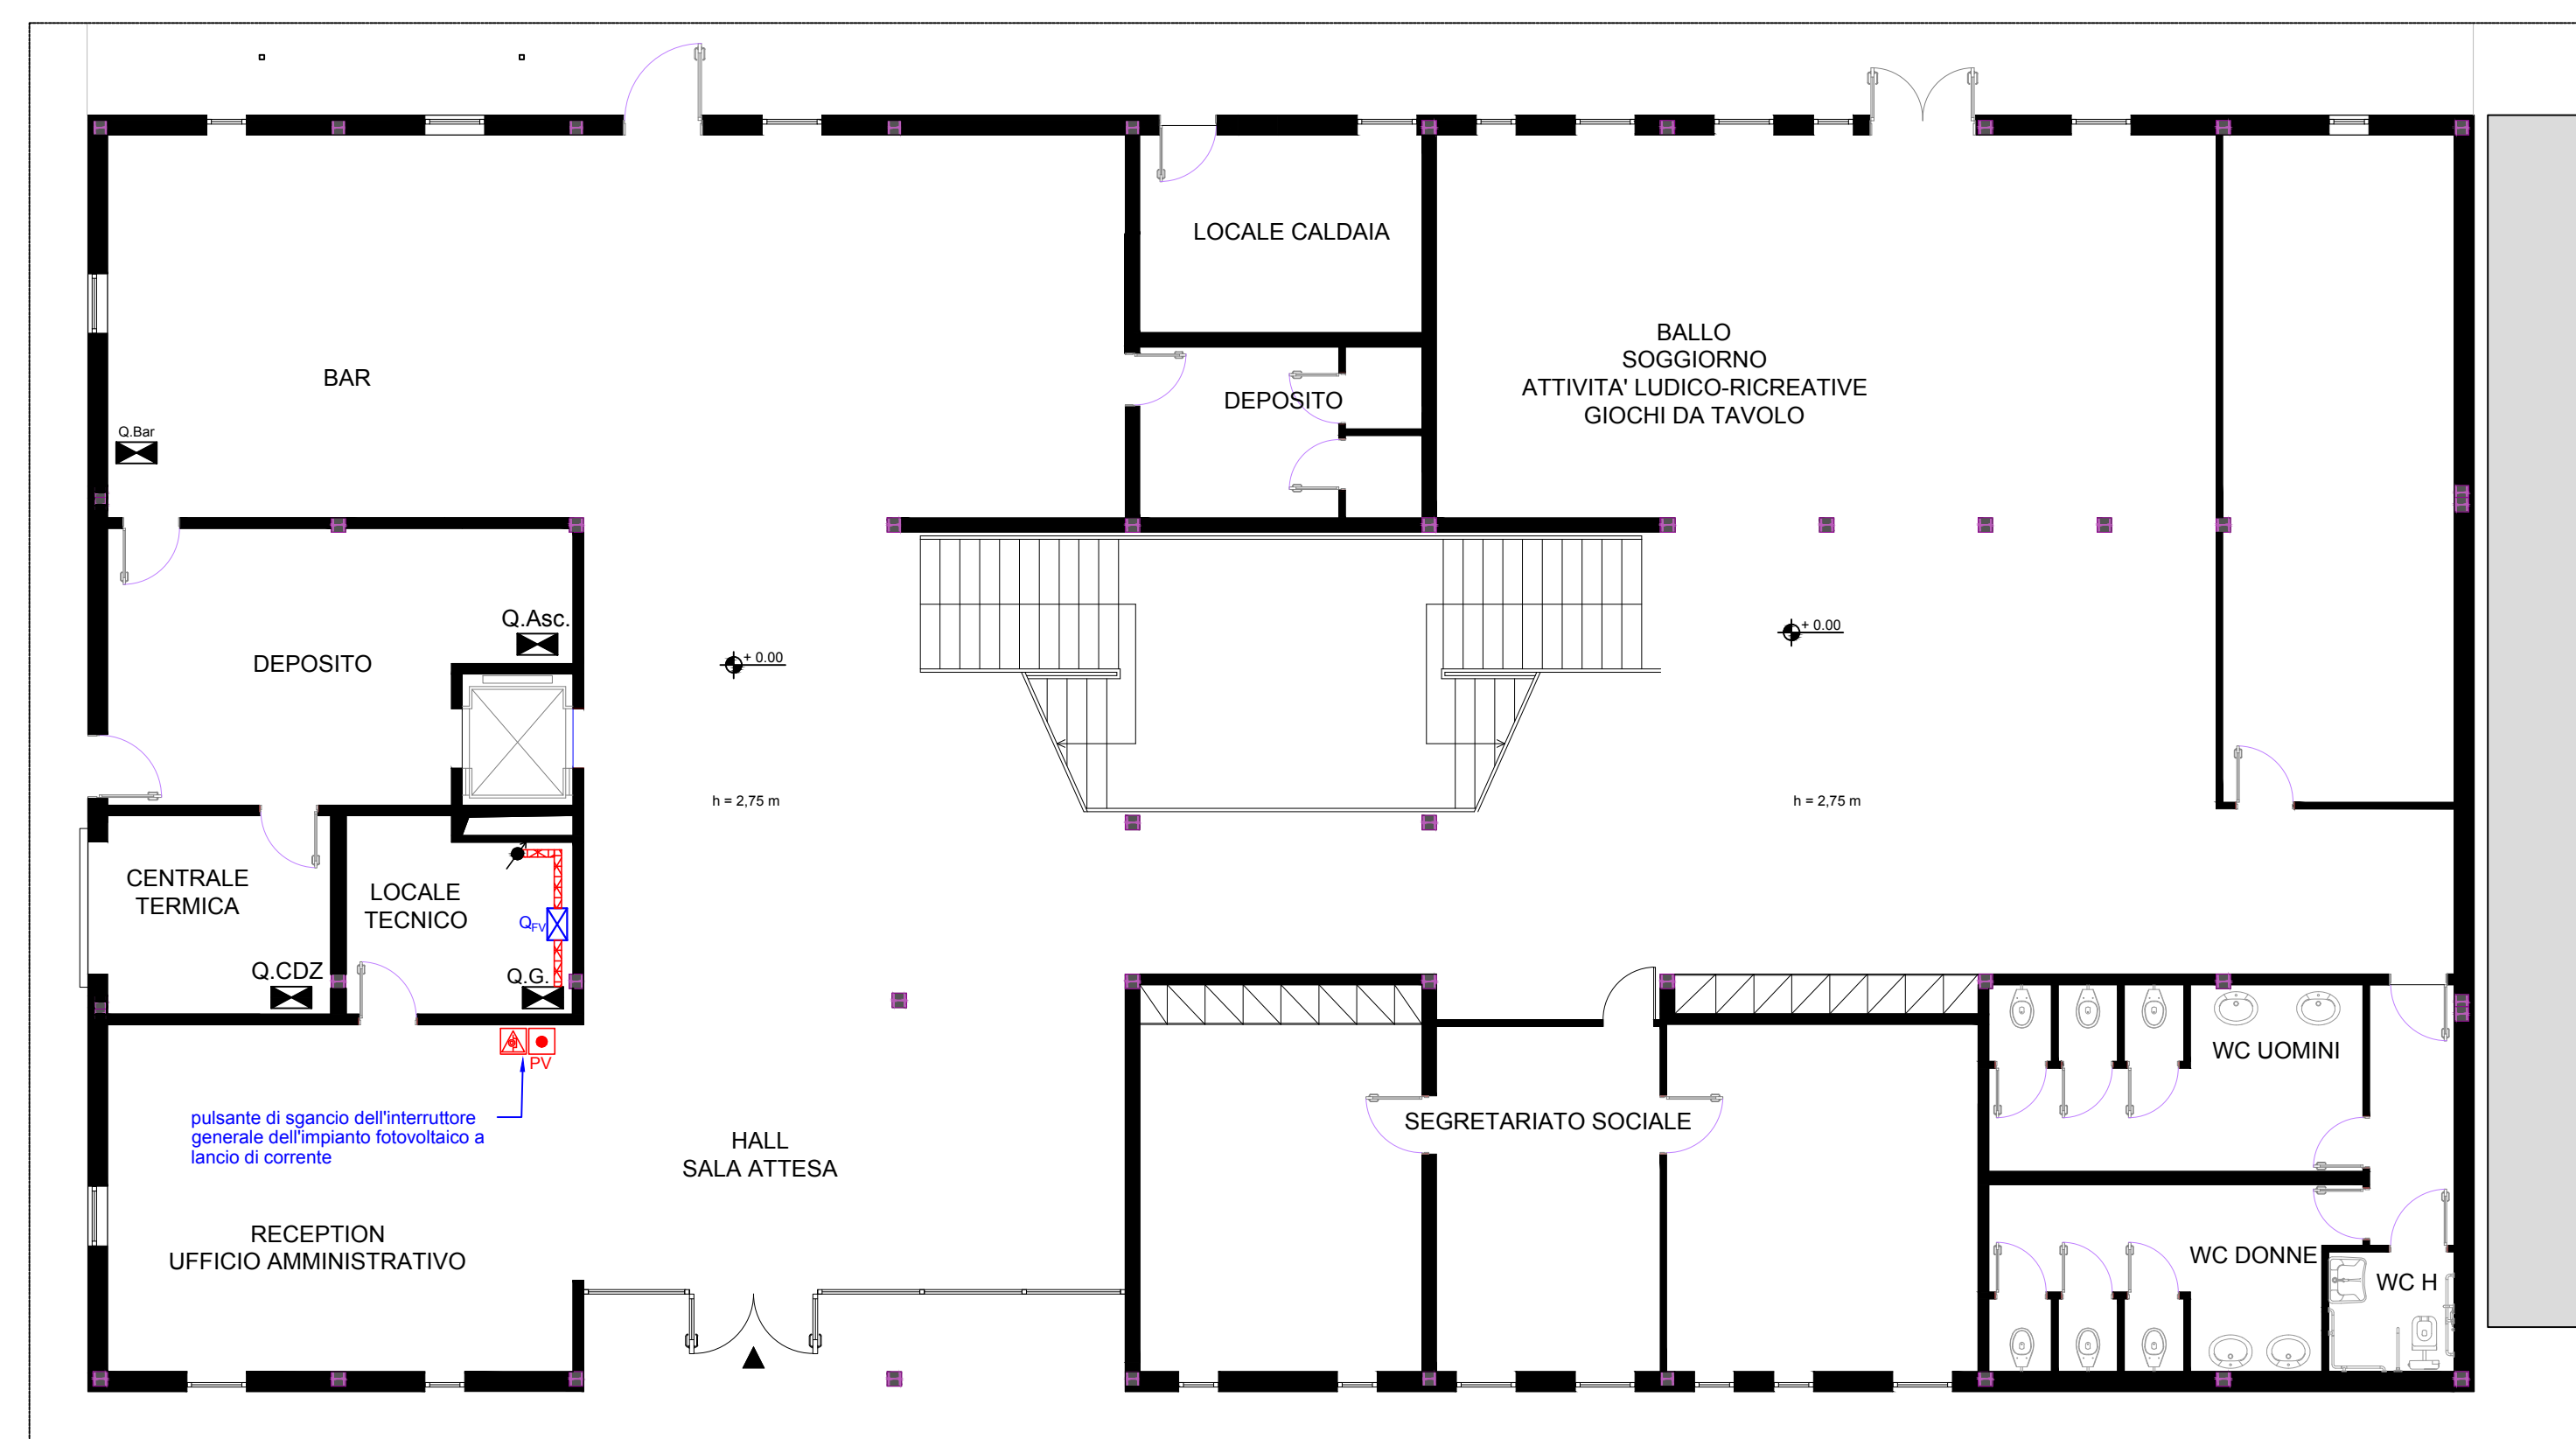 LOCALE CALDAIA
BALLO
SOGGIORNO
ATTIVITA' LUDICO-RICREATIVE
GIOCHI DA TAVOLO
BAR
DEPOSITO
Q.Bar
Q.Asc.
DEPOSITO
+ 0.00
+ 0.00
h = 2,75 m
h = 2,75 m
CENTRALE
TERMICA
LOCALE
TECNICO
QFV
Q.CDZ
Q.G.
PV
WC UOMINI
pulsante di sgancio dell'interruttore
generale dell'impianto fotovoltaico a
lancio di corrente
HALL
SALA ATTESA
SEGRETARIATO SOCIALE
RECEPTION
UFFICIO AMMINISTRATIVO
WC DONNE
WC H